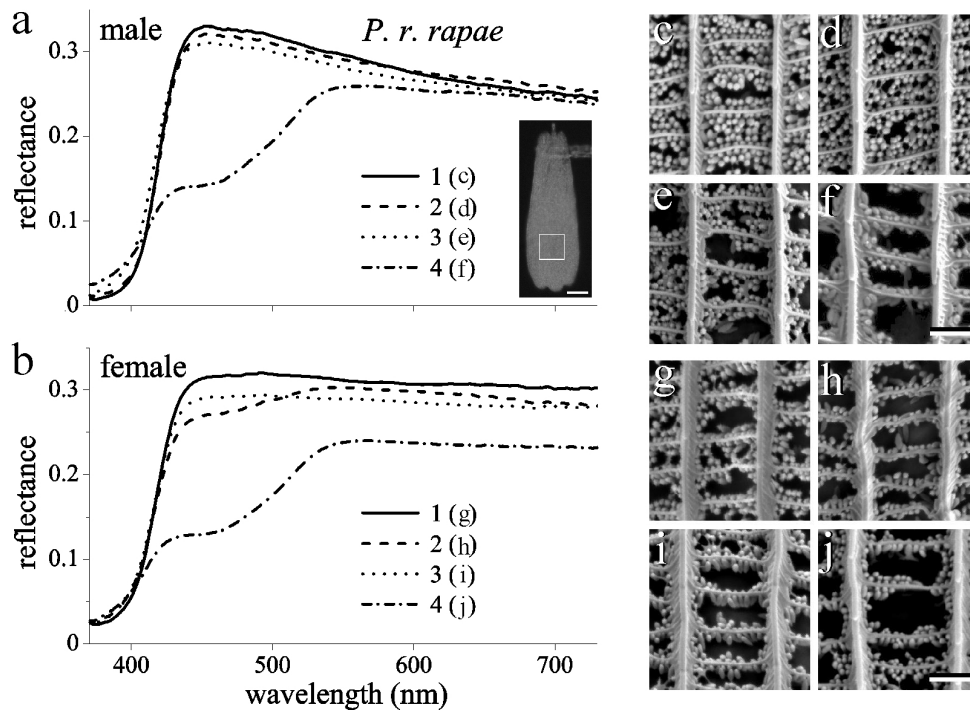 a
male
P. r. rapae
0.3
0.2
0.1
0
reflectance
1 (c)
2 (d)
3 (e)
4 (f)
b
female
0.3
0.2
0.1
0
reflectance
1 (g)
2 (h)
3 (i)
4 (j)
400
500
600
700
wavelength (nm)
c
d
e
f
g
h
i
j